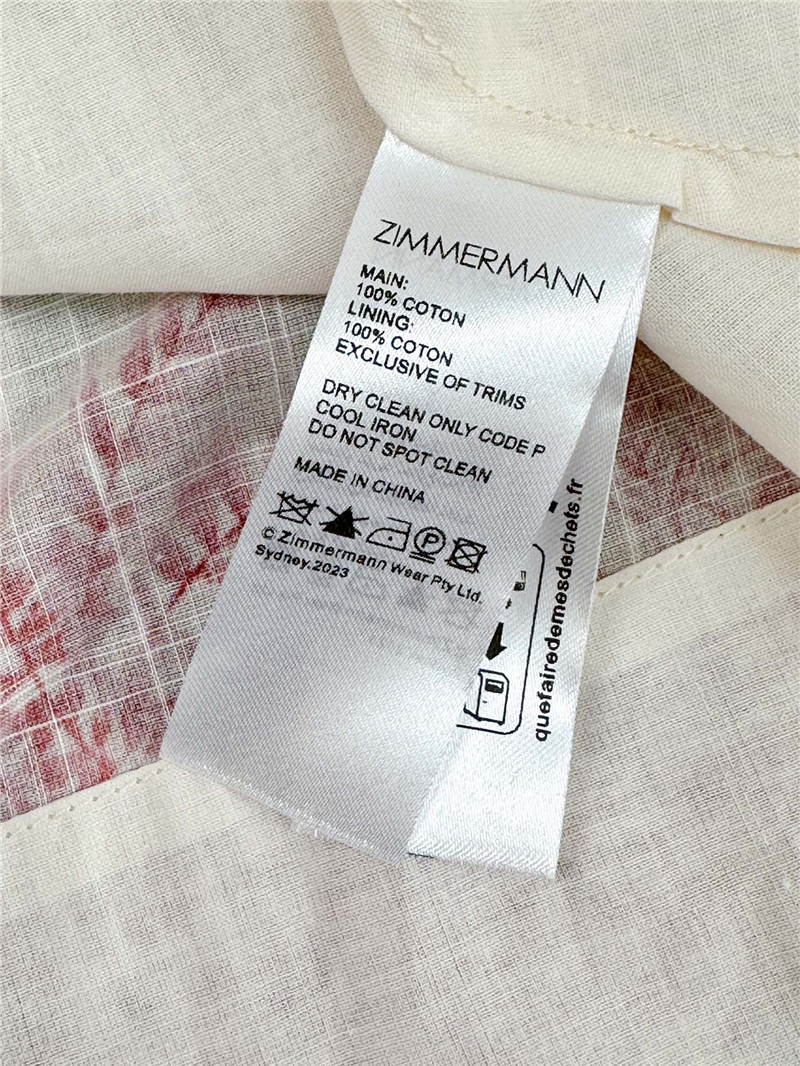 ZIMMERMANN
MAIN:
100% COTON
LINING:
100% COTON
EXCLUSIVE OF TRIMS
DRY CLEAN ONLY CODE P
COOL IRON
DO NOT SPOT CLEAN
MADE IN CHINA
P
© Zimmermann Wear Pty Ltd.
Sydney.2023
quefairedemesdechets.fr